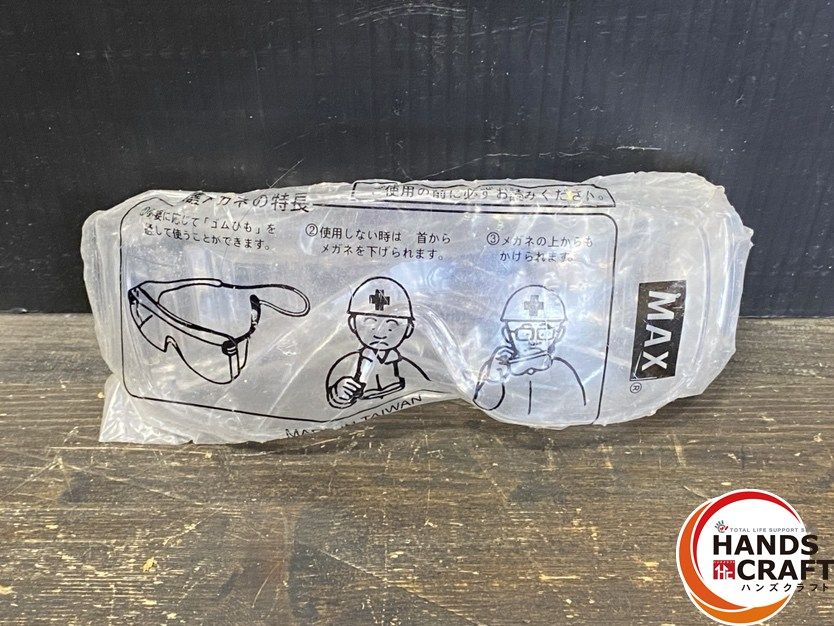 ご使用の前に必ずお読みください。
護メガネの特長
①必要に応じて「ゴムひも」を
通して使うことができます。
②使用しない時は 首から
メガネを下げられます。
③メガネの上からも
かけられます。
MAX®
MADE IN TAIWAN
TOTAL LIFE SUPPORT
HANDS
CRAFT
ハンズクラフト